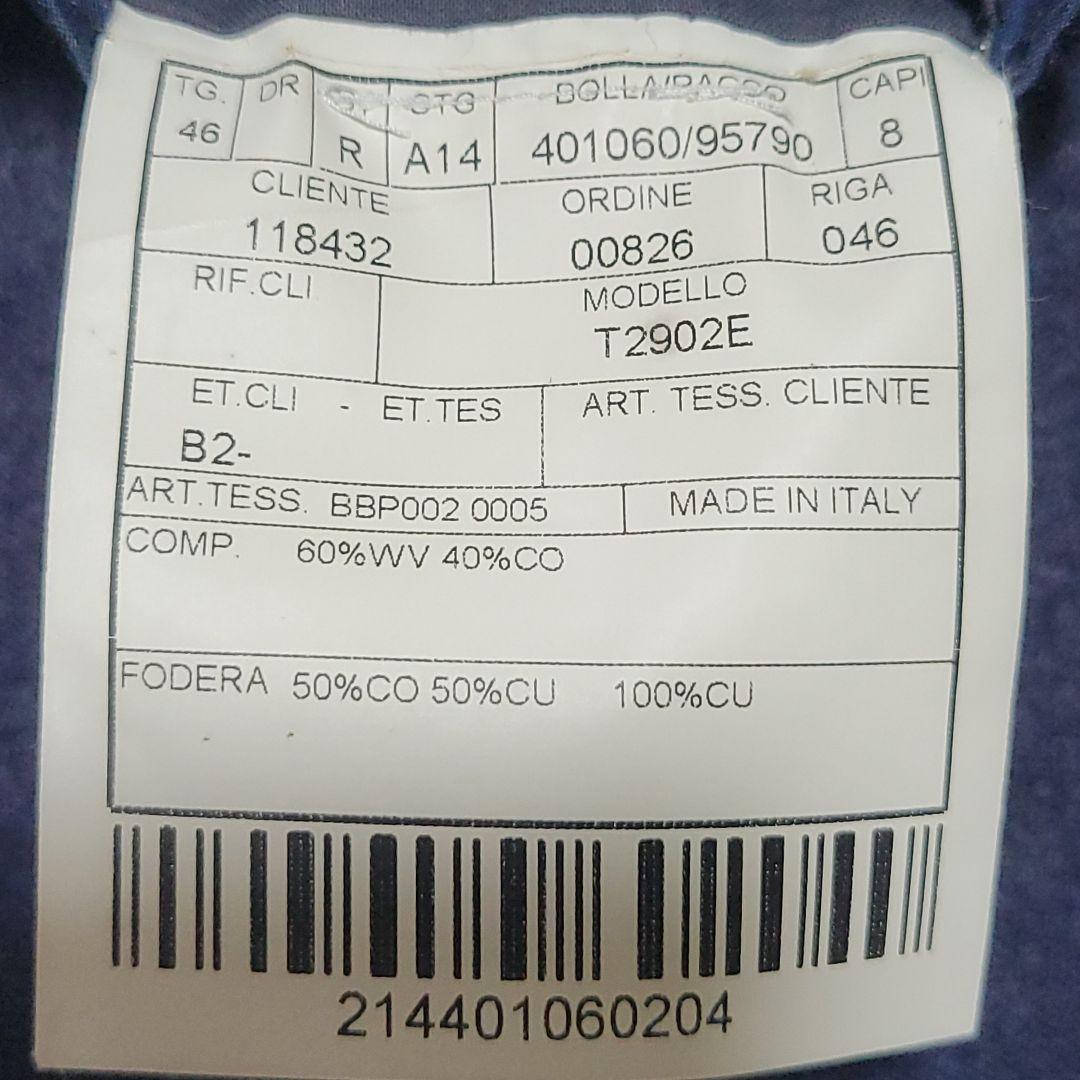 TG. DR CTG BOLLA/PACCO CAPI
46 R A14 401060/95790 8
CLIENTE ORDINE RIGA
118432 00826 046
RIF.CLI MODELLO
T2902E
ET.CLI - ET.TES ART. TESS. CLIENTE
B2-
ART.TESS. BBP002 0005 MADE IN ITALY
COMP. 60%WV 40%CO
FODERA 50%CO 50%CU 100%CU
214401060204